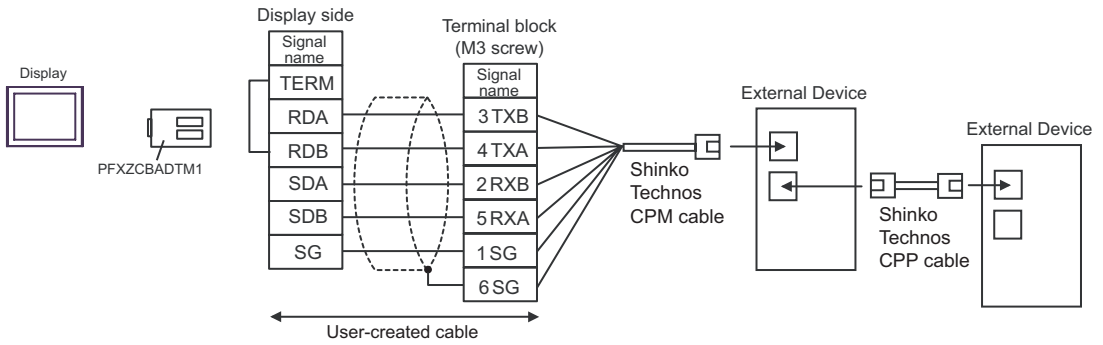 Display side
Terminal block
(M3 screw)
Display
PFXZCBADTM1
Signal
name
TERM
RDA
RDB
SDA
SDB
SG
Signal
name
3 TXB
4 TXA
2 RXB
5 RXA
1 SG
6 SG
User-created cable
Shinko
Technos
CPM cable
External Device
Shinko
Technos
CPP cable
External Device